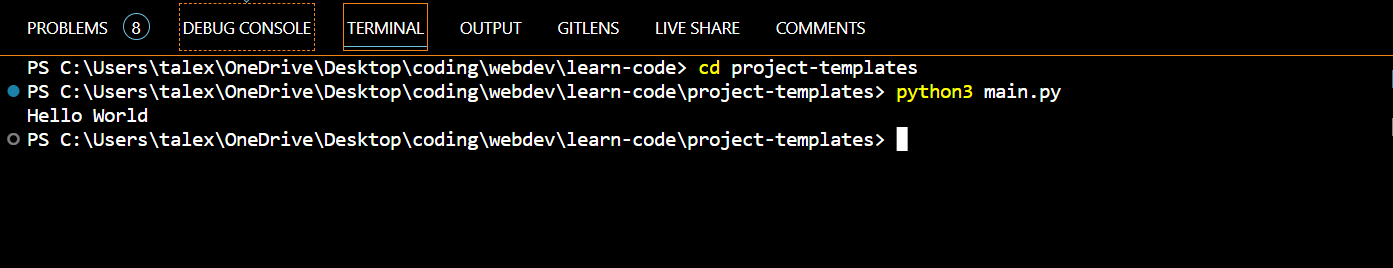 PROBLEMS 8 DEBUG CONSOLE TERMINAL OUTPUT GITLENS LIVE SHARE COMMENTS
PS C:\Users\talex\OneDrive\Desktop\coding\webdev\learn-code> cd project-templates
PS C:\Users\talex\OneDrive\Desktop\coding\webdev\learn-code\project-templates> python3 main.py
Hello World
PS C:\Users\talex\OneDrive\Desktop\coding\webdev\learn-code\project-templates>